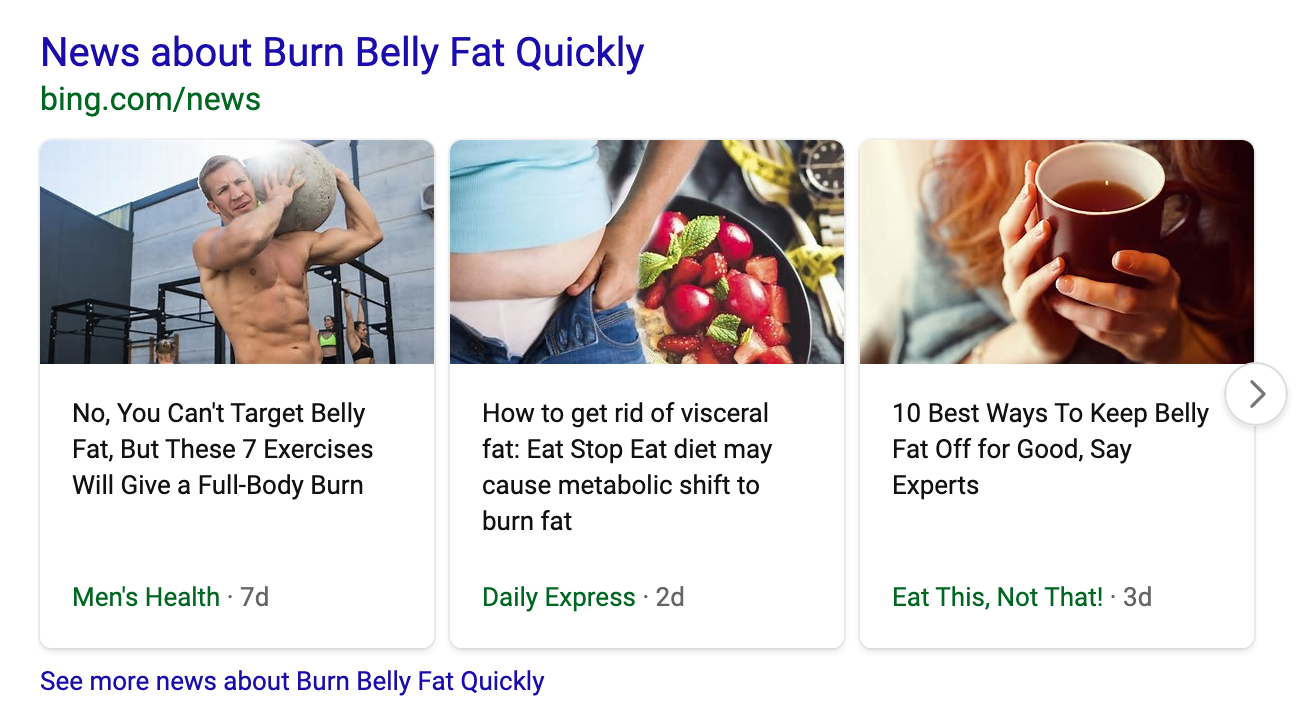 News about Burn Belly Fat Quickly
bing.com/news
No, You Can't Target Belly
Fat, But These 7 Exercises
Will Give a Full-Body Burn
Men's Health · 7d
How to get rid of visceral
fat: Eat Stop Eat diet may
cause metabolic shift to
burn fat
Daily Express · 2d
10 Best Ways To Keep Belly
Fat Off for Good, Say
Experts
Eat This, Not That! · 3d
See more news about Burn Belly Fat Quickly